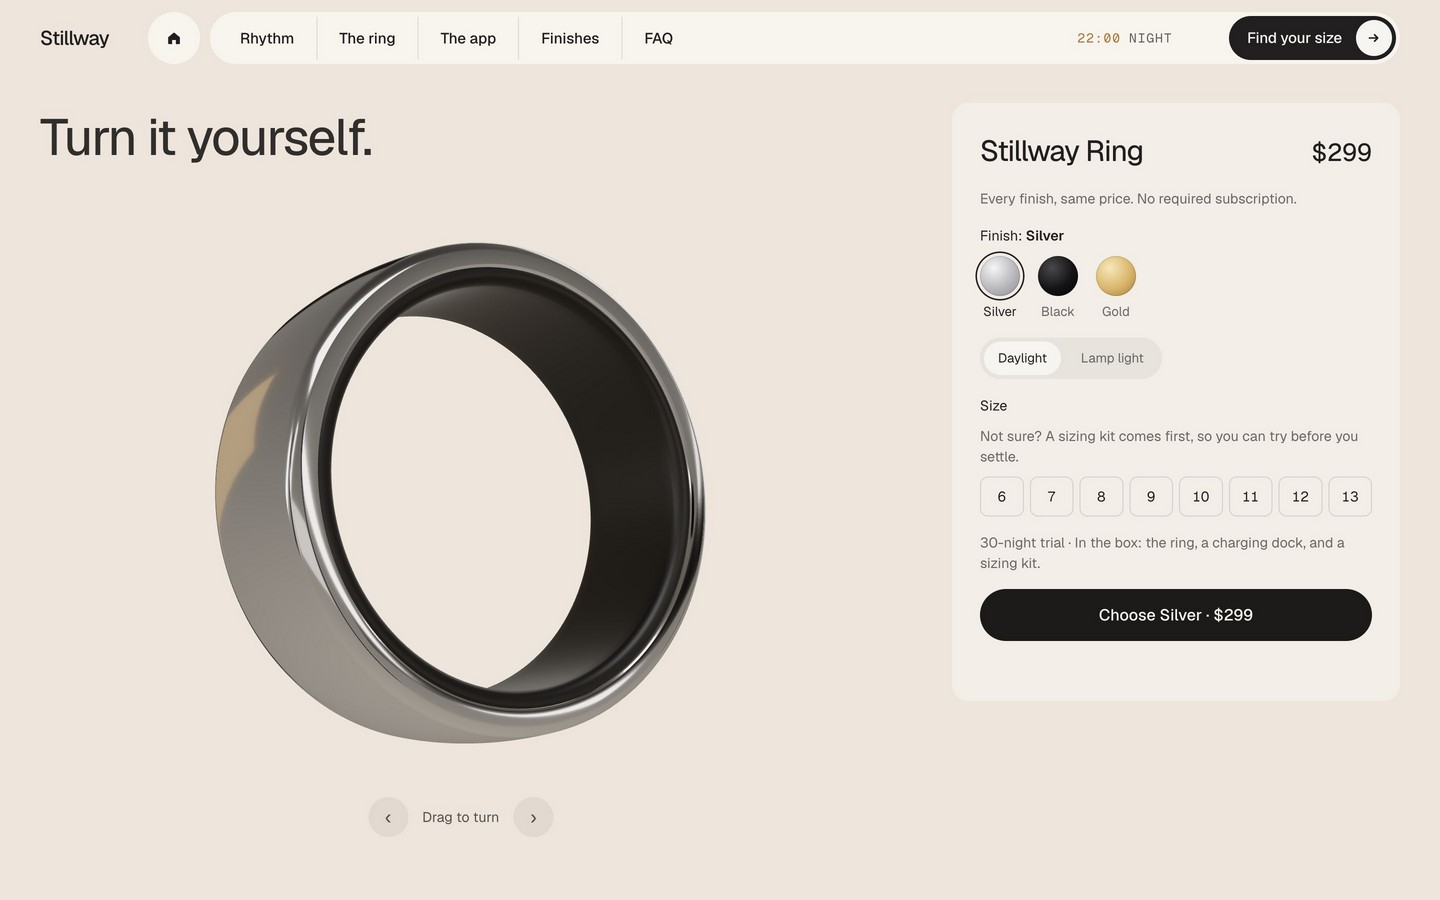 Stillway
Rhythm
The ring
The app
Finishes
FAQ
22:00 NIGHT
Find your size
Turn it yourself.
Drag to turn
Stillway Ring
$299
Every finish, same price. No required subscription.
Finish: Silver
Silver
Black
Gold
Daylight
Lamp light
Size
Not sure? A sizing kit comes first, so you can try before you
settle.
6
7
8
9
10
11
12
13
30-night trial · In the box: the ring, a charging dock, and a
sizing kit.
Choose Silver · $299